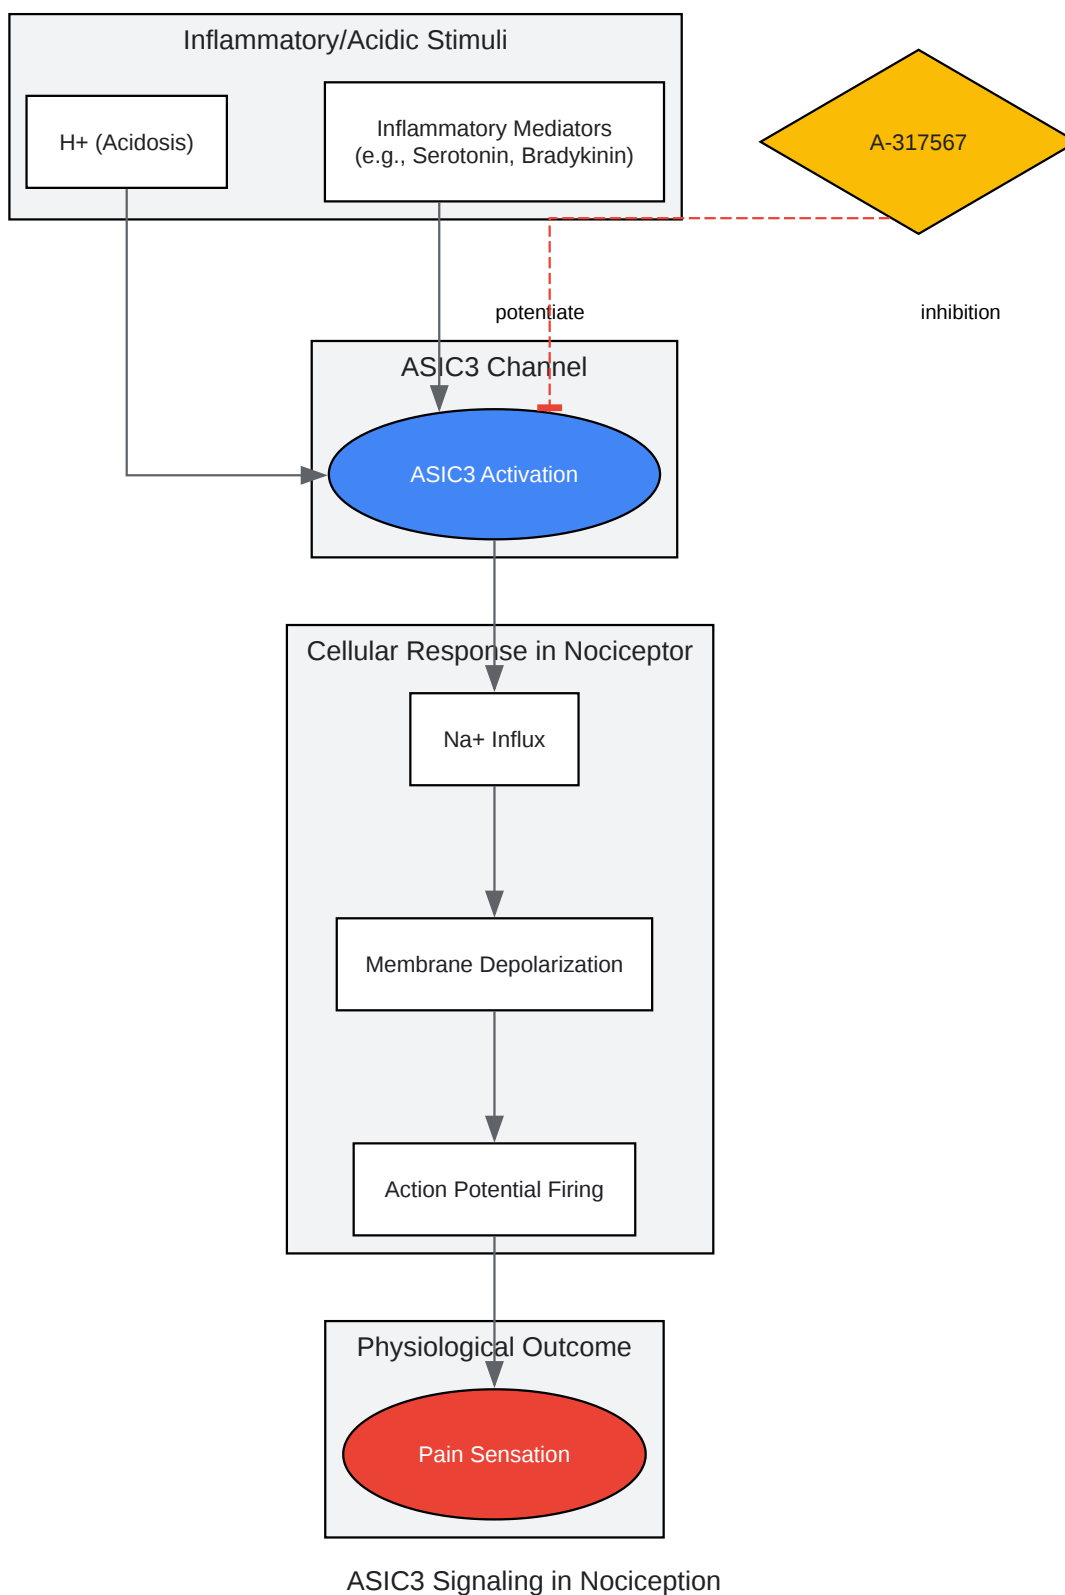 Inflammatory/Acidic Stimuli
H+ (Acidosis)
Inflammatory Mediators
(e.g., Serotonin, Bradykinin)
A-317567
potentiate
inhibition
ASIC3 Channel
ASIC3 Activation
Cellular Response in Nociceptor
Na+ Influx
Membrane Depolarization
Action Potential Firing
Physiological Outcome
Pain Sensation
ASIC3 Signaling in Nociception